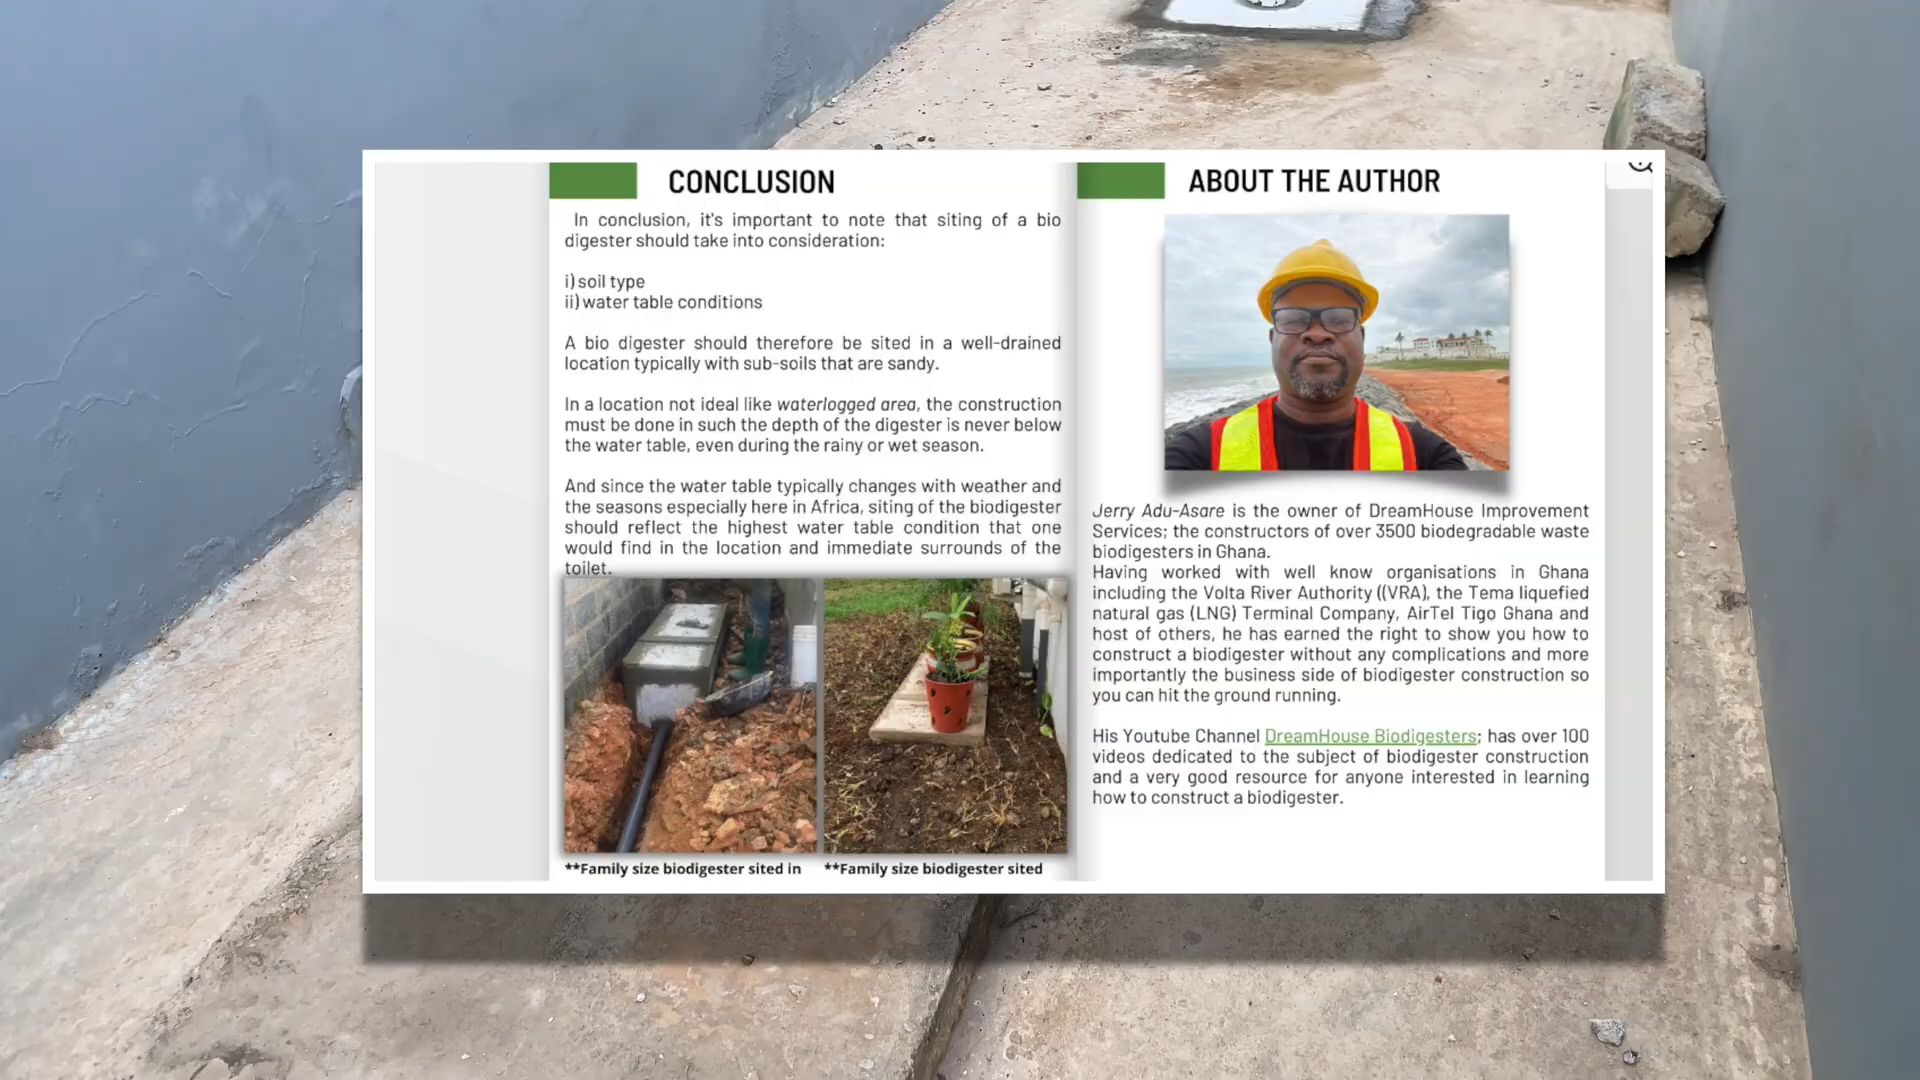 CONCLUSION
In conclusion, it's important to note that siting of a bio
digester should take into consideration:
i) soil type
ii) water table conditions
A bio digester should therefore be sited in a well-drained
location typically with sub-soils that are sandy.
In a location not ideal like waterlogged area, the construction
must be done in such the depth of the digester is never below
the water table, even during the rainy or wet season.
And since the water table typically changes with weather and
the seasons especially here in Africa, siting of the biodigester
should reflect the highest water table condition that one
would find in the location and immediate surrounds of the
toilet.
**Family size biodigester sited in
**Family size biodigester sited
ABOUT THE AUTHOR
Jerry Adu-Asare is the owner of DreamHouse Improvement
Services; the constructors of over 3500 biodegradable waste
biodigesters in Ghana.
Having worked with well know organisations in Ghana
including the Volta River Authority ((VRA), the Tema liquefied
natural gas (LNG) Terminal Company, AirTel Tigo Ghana and
host of others, he has earned the right to show you how to
construct a biodigester without any complications and more
importantly the business side of biodigester construction so
you can hit the ground running.
His Youtube Channel DreamHouse Biodigesters; has over 100
videos dedicated to the subject of biodigester construction
and a very good resource for anyone interested in learning
how to construct a biodigester.